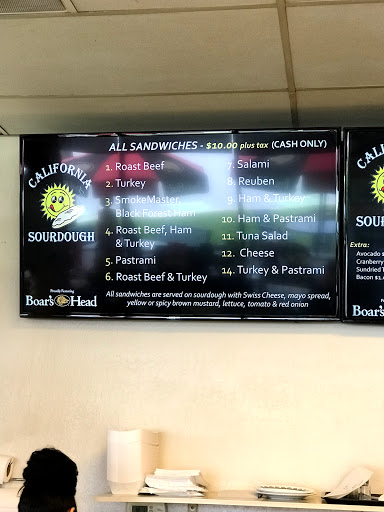 ALL SANDWICHES - $10.00 plus tax (CASH ONLY)
CALIFORNIA
SOURDOUGH
Proudly Featuring
Boar's Head
1. Roast Beef
2. Turkey
3. SmokeMaster,
Black Forest Ham
4. Roast Beef, Ham
& Turkey
5. Pastrami
6. Roast Beef & Turkey
7. Salami
8. Reuben
9. Ham & Turkey
10. Ham & Pastrami
11. Tuna Salad
12. Cheese
14. Turkey & Pastrami
All sandwiches are served on sourdough with Swiss Cheese, mayo spread,
yellow or spicy brown mustard, lettuce, tomato & red onion
CALIF
SOUR
Extra:
Avocado
Cranberry
Sundried
Bacon
Boar's